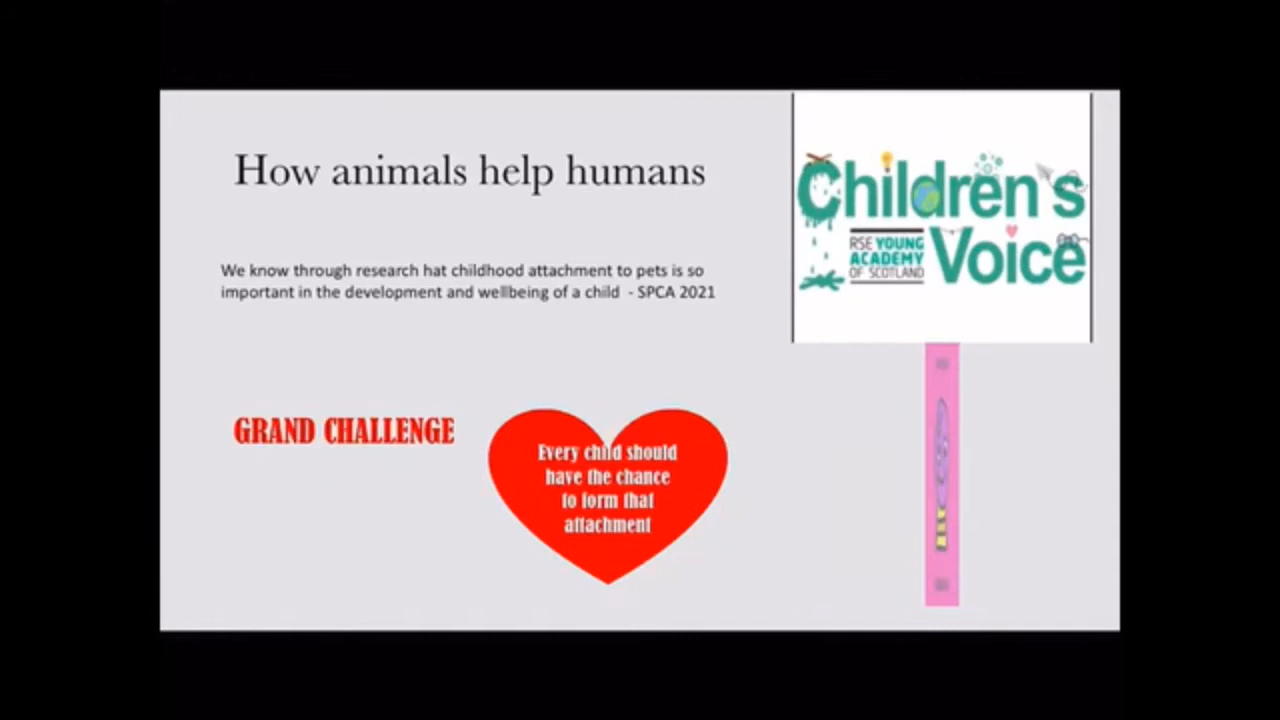 How animals help humans
We know through research hat childhood attachment to pets is so
important in the development and wellbeing of a child - SPCA 2021
GRAND CHALLENGE
Every child should
have the chance
to form that
attachment
Children's
Voice
RSE YOUNG
ACADEMY
OF SCOTLAND